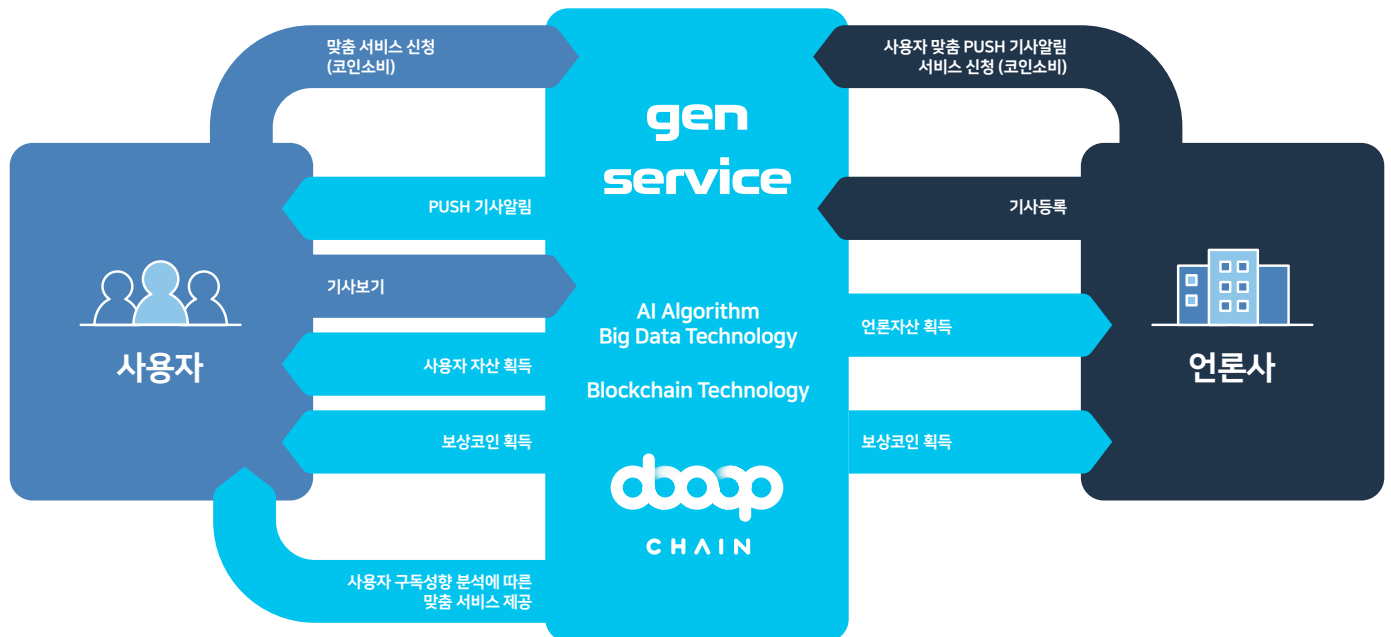 맞춤 서비스 신청
(코인소비)
사용자 맞춤 PUSH 기사알림
서비스 신청 (코인소비)
gen
service
PUSH 기사알림
기사등록
기사보기
AI Algorithm
Big Data Technology
언론자산 획득
사용자 자산 획득
Blockchain Technology
사용자
언론사
보상코인 획득
보상코인 획득
dooop
CHAIN
사용자 구독성향 분석에 따른
맞춤 서비스 제공